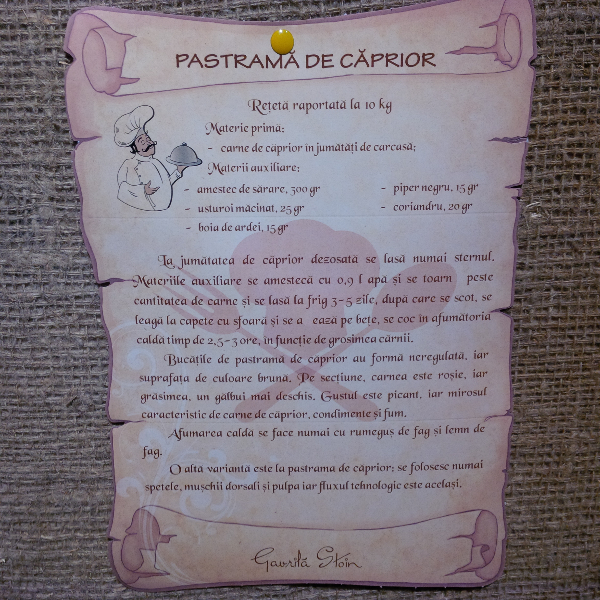 PASTRAMĂ DE CĂPRIOR
Rețetă raportată la 10 kg
Materie primă:
- carne de căprior în jumătăți de carcasă;
Materii auxiliare:
- amestec de sărare, 300 gr - piper negru, 15 gr
- usturoi măcinat, 25 gr - coriandru, 20 gr
- boia de ardei, 15 gr
La jumătatea de căprior dezosată se lasă numai sternul.
Materiile auxiliare se amestecă cu 0,9 l apă și se toarn peste
cantitatea de carne și se lasă la frig 3-5 zile, după care se scot, se
leagă la capete cu sfoară și se a ează pe bețe, se coc în afumătoria
caldă timp de 2,5-3 ore, în funcție de grosimea cărnii.
Bucățile de pastramă de căprior au formă neregulată, iar
suprafața de culoare brună. Pe secțiune, carnea este roșie, iar
grăsimea, un gălbui mai deschis. Gustul este picant, iar mirosul
caracteristic de carne de căprior, condimente și fum.
Afumarea caldă se face numai cu rumeguș de fag și lemn de
fag.
O altă variantă este la pastrama de căprior; se folosesc numai
spetele, mușchii dorsali și pulpa iar fluxul tehnologic este același.
Gavrilă Stoin